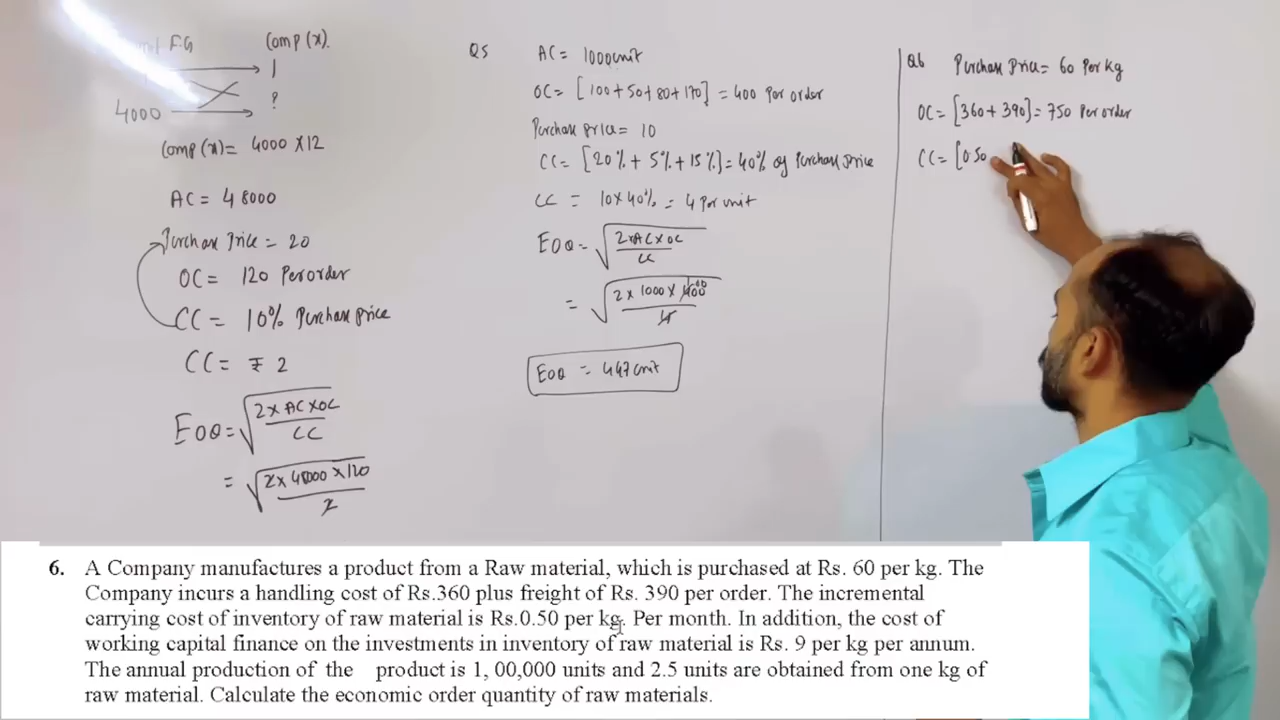 F.G Comp (x).
1
4000 ?
Comp (x) = 4000 X 12
AC = 48000
Purchase Price = 20
OC = 120 Per order
CC = 10% Purchase price
CC = ₹ 2
EOQ = √ 2 X AC X OC
CC
= √ 2 x 48000 x 120
2
Q5 AC = 1000 unit
OC = [100 + 50 + 80 + 170] = 400 Per order
Purchase price = 10
CC = [20% + 5% + 15%] = 40% of Purchase price
CC = 10 x 40% = 4 Per unit
EOQ = √ 2 x AC x OC
CC
= √ 2 x 1000 x 400
4
EOQ = 447 unit
Q6 Purchase Price = 60 Per Kg
OC = [360 + 390] = 750 Per order
CC = [0.50
6. A Company manufactures a product from a Raw material, which is purchased at Rs. 60 per kg. The
Company incurs a handling cost of Rs.360 plus freight of Rs. 390 per order. The incremental
carrying cost of inventory of raw material is Rs.0.50 per kg. Per month. In addition, the cost of
working capital finance on the investments in inventory of raw material is Rs. 9 per kg per annum.
The annual production of the product is 1, 00,000 units and 2.5 units are obtained from one kg of
raw material. Calculate the economic order quantity of raw materials.